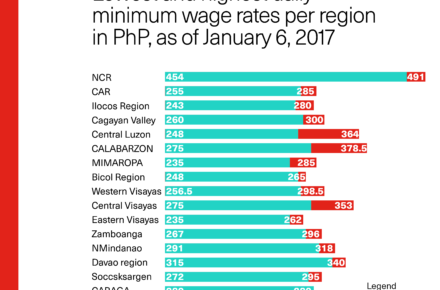 minimum wage rates per region
in PhP, as of January 6, 2017
NCR 454 491
CAR 255 285
Ilocos Region 243 280
Cagayan Valley 260 300
Central Luzon 248 364
CALABARZON 275 378.5
MIMAROPA 235 285
Bicol Region 248 265
Western Visayas 256.5 298.5
Central Visayas 275 353
Eastern Visayas 235 262
Zamboanga 267 296
NMindanao 291 318
Davao region 315 340
Soccsksargen 272 295
Legend